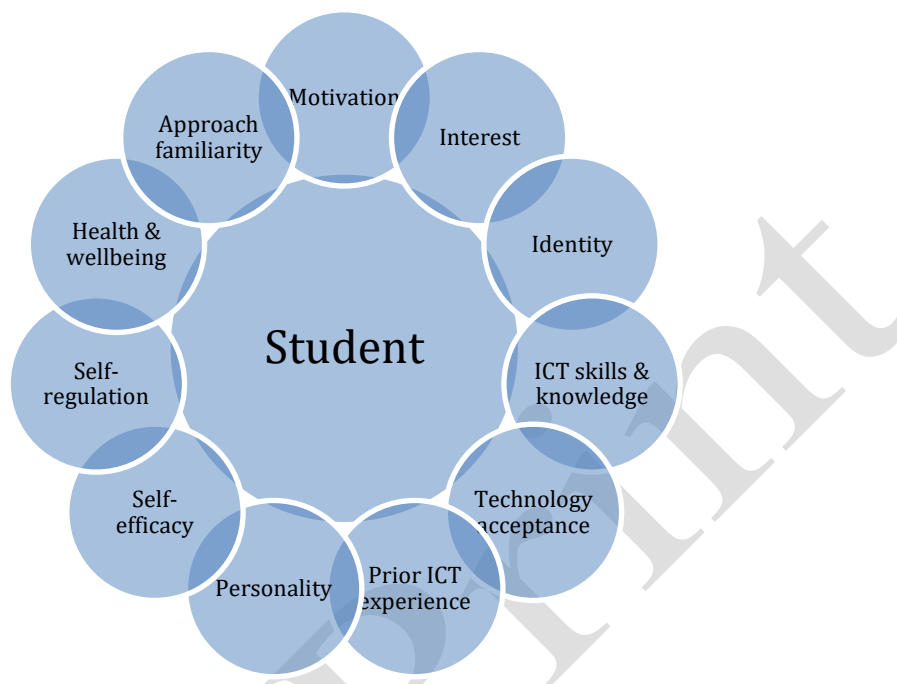 Motivation
Interest
Identity
ICT skills &
knowledge
Technology
acceptance
Prior ICT
experience
Personality
Self-
efficacy
Self-
regulation
Health &
wellbeing
Approach
familiarity
Student
print